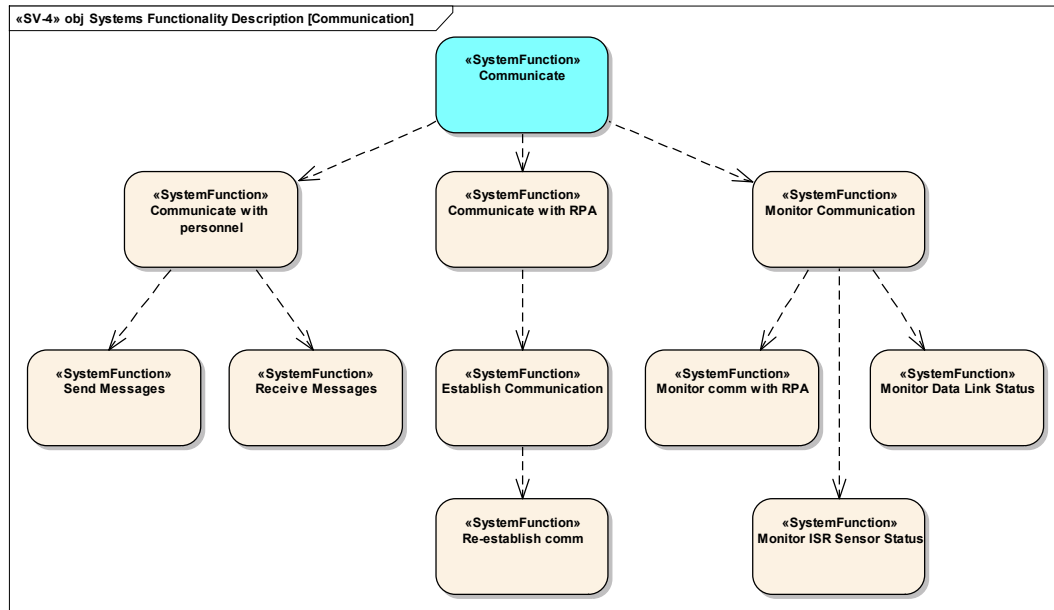 «SV-4» obj Systems Functionality Description [Communication]
«SystemFunction»
Communicate
«SystemFunction»
Communicate with
personnel
«SystemFunction»
Communicate with RPA
«SystemFunction»
Monitor Communication
«SystemFunction»
Send Messages
«SystemFunction»
Receive Messages
«SystemFunction»
Establish Communication
«SystemFunction»
Monitor comm with RPA
«SystemFunction»
Monitor Data Link Status
«SystemFunction»
Re-establish comm
«SystemFunction»
Monitor ISR Sensor Status